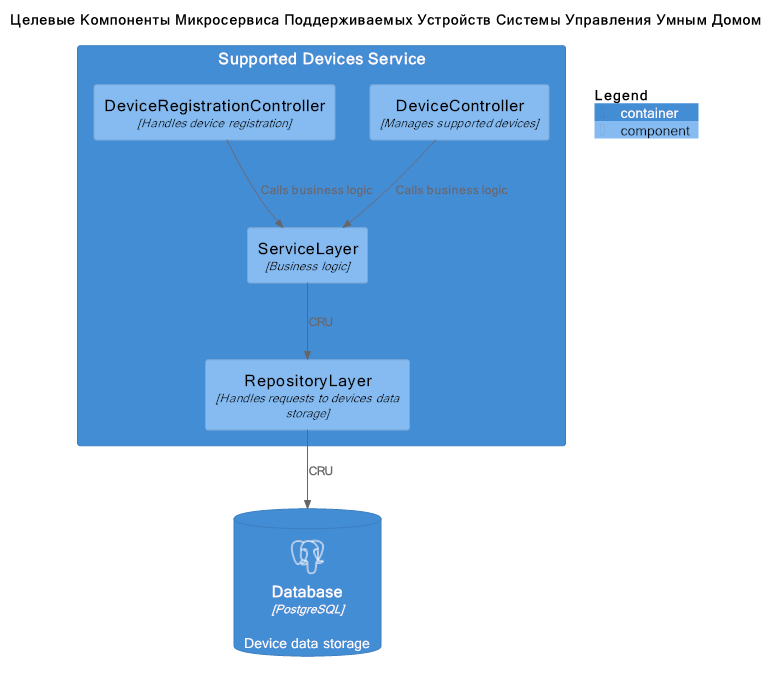 Целевые Компоненты Микросервиса Поддерживаемых Устройств Системы Управления Умным Домом
Supported Devices Service
DeviceRegistrationController
[Handles device registration]
DeviceController
[Manages supported devices]
Legend
container
component
Calls business logic
Calls business logic
ServiceLayer
[Business logic]
CRU
RepositoryLayer
[Handles requests to devices data
storage]
CRU
Database
[PostgreSQL]
Device data storage